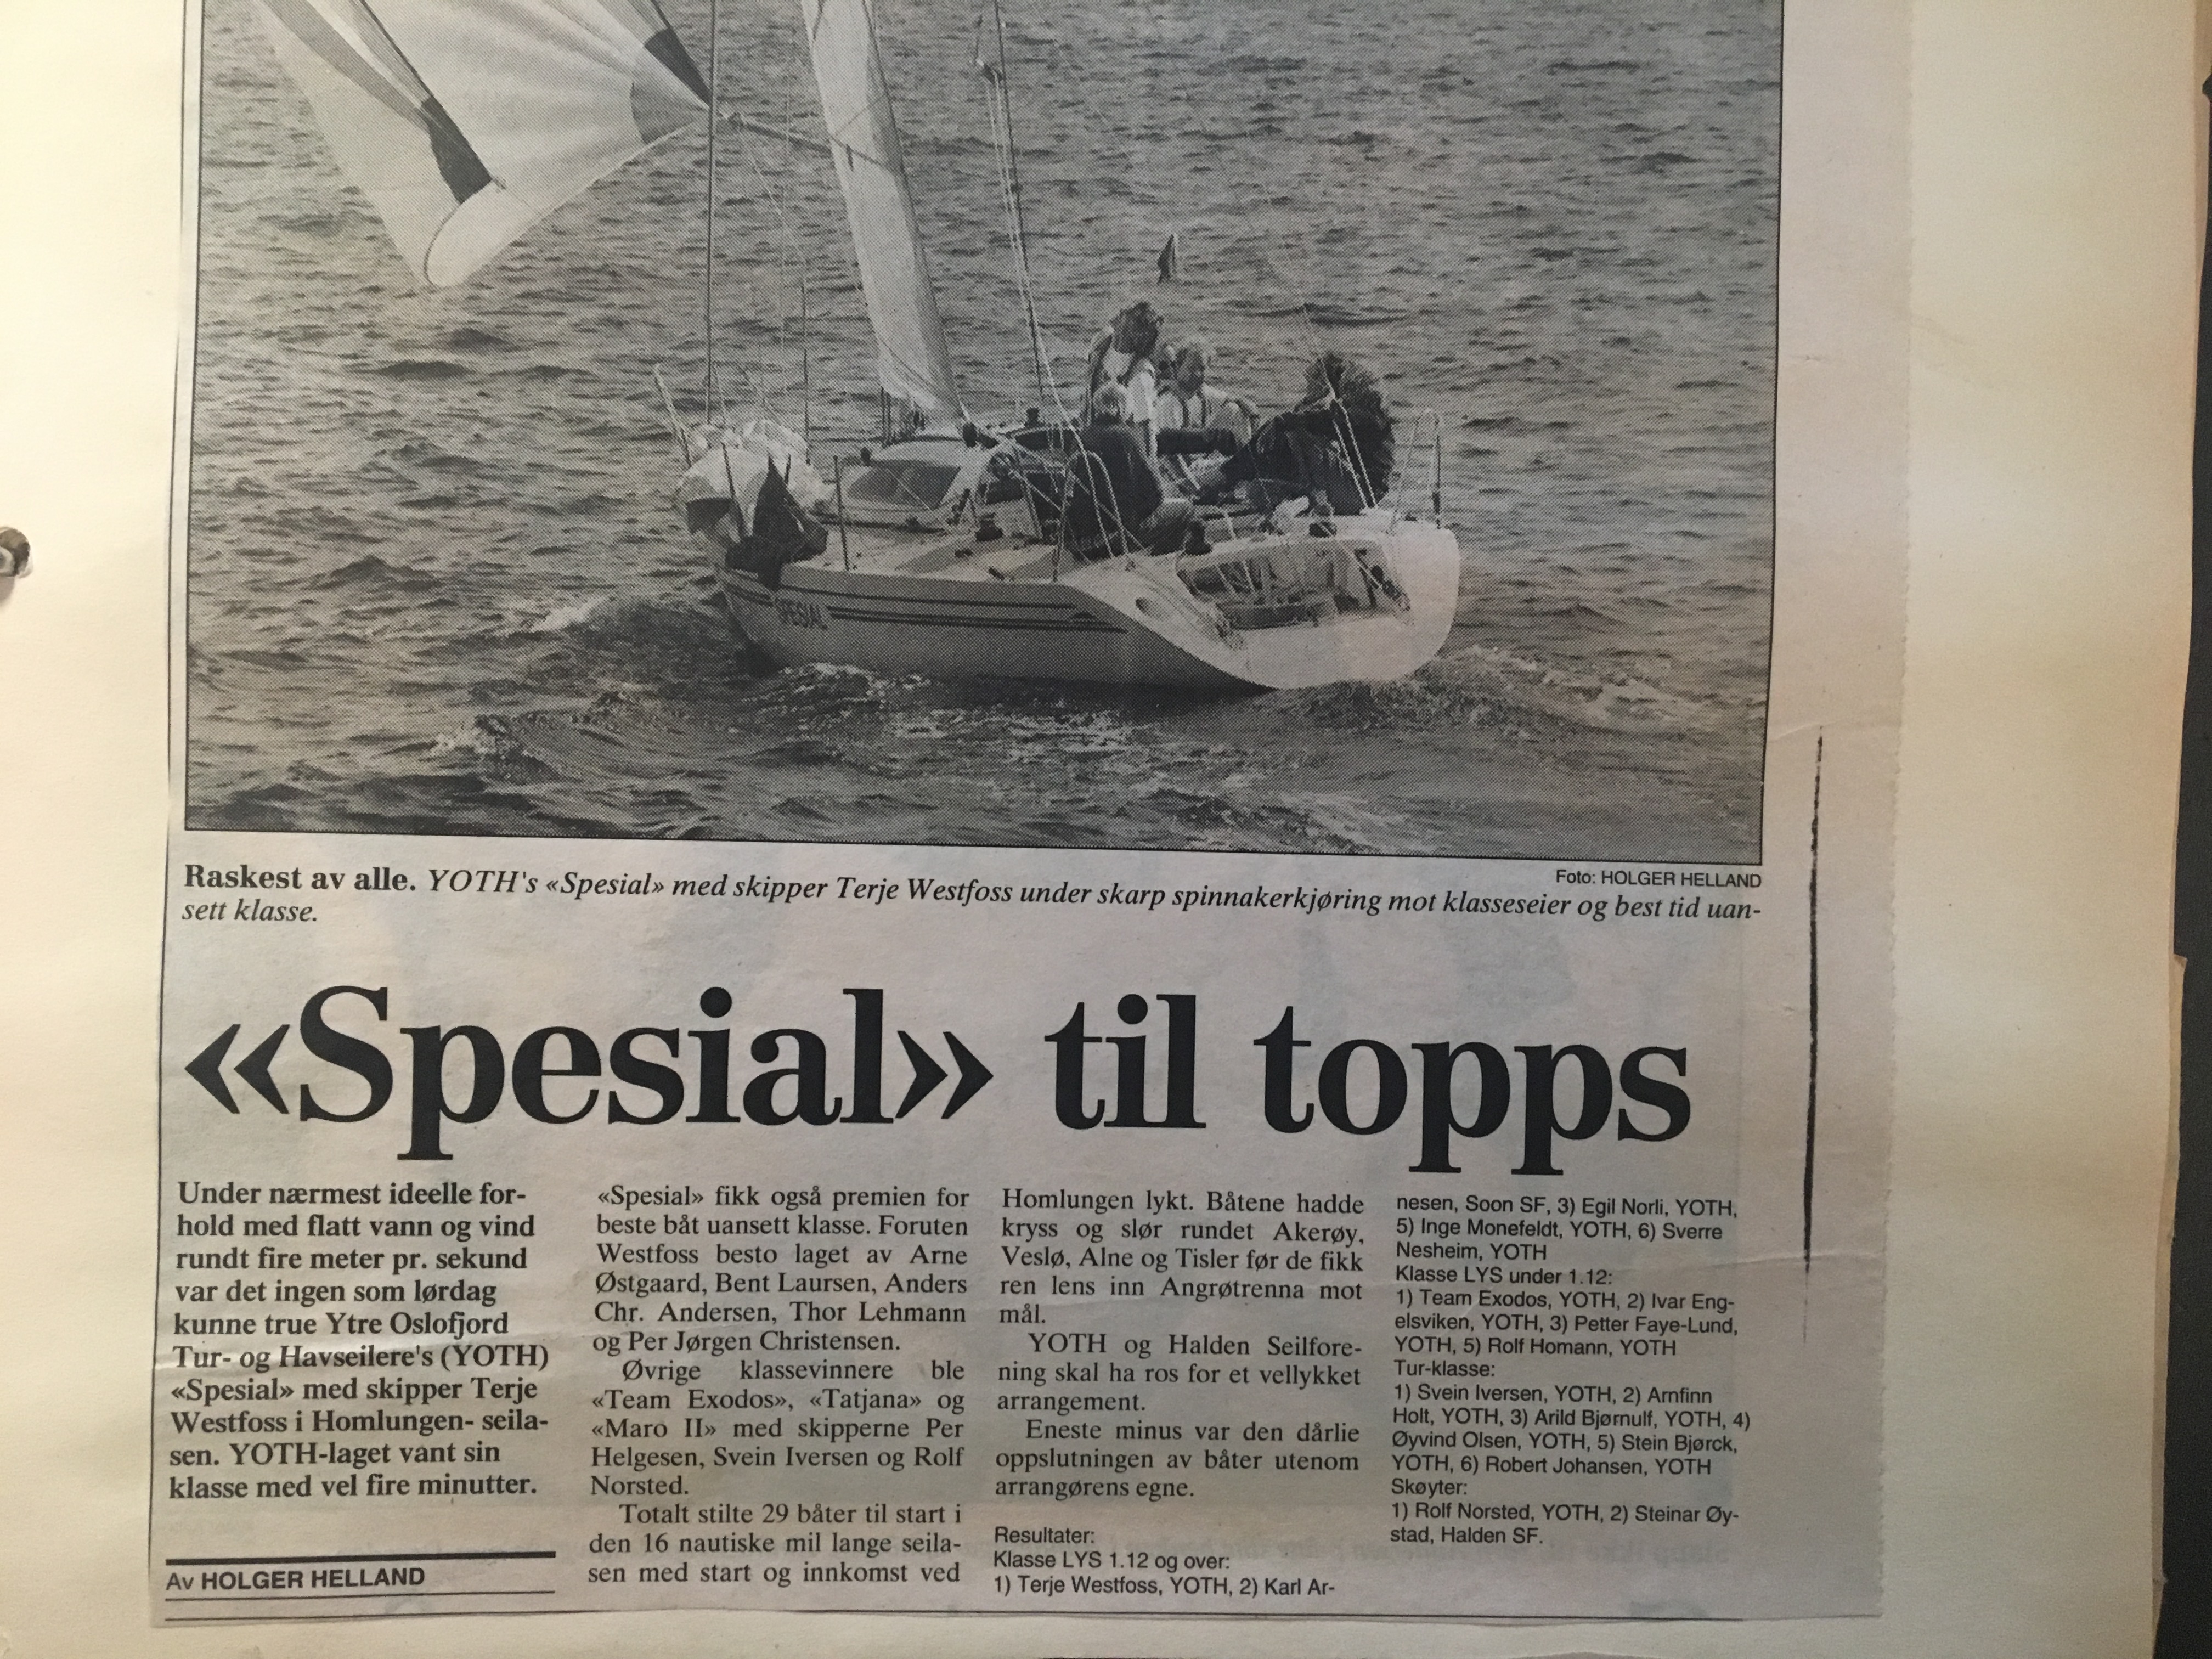 SPESIAL
Foto: HOLGER HELLAND
Raskest av alle. YOTH's «Spesial» med skipper Terje Westfoss under skarp spinnakerkjøring mot klasseseier og best tid uan-
sett klasse.
«Spesial» til topps
Under nærmest ideelle for-
hold med flatt vann og vind
rundt fire meter pr. sekund
var det ingen som lørdag
kunne true Ytre Oslofjord
Tur- og Havseilere's (YOTH)
«Spesial» med skipper Terje
Westfoss i Homlungen- seila-
sen. YOTH-laget vant sin
klasse med vel fire minutter.
Av HOLGER HELLAND
«Spesial» fikk også premien for
beste båt uansett klasse. Foruten
Westfoss besto laget av Arne
Østgaard, Bent Laursen, Anders
Chr. Andersen, Thor Lehmann
og Per Jørgen Christensen.
Øvrige klassevinnere ble
«Team Exodos», «Tatjana» og
«Maro II» med skipperne Per
Helgesen, Svein Iversen og Rolf
Norsted.
Totalt stilte 29 båter til start i
den 16 nautiske mil lange seila-
sen med start og innkomst ved
Homlungen lykt. Båtene hadde
kryss og slør rundet Akerøy,
Veslø, Alne og Tisler før de fikk
ren lens inn Angrøtrenna mot
mål.
YOTH og Halden Seilfore-
ning skal ha ros for et vellykket
arrangement.
Eneste minus var den dårlie
oppslutningen av båter utenom
arrangørens egne.
Resultater:
Klasse LYS 1.12 og over:
1) Terje Westfoss, YOTH, 2) Karl Ar-
nesen, Soon SF, 3) Egil Norli, YOTH,
5) Inge Monefeldt, YOTH, 6) Sverre
Nesheim, YOTH
Klasse LYS under 1.12:
1) Team Exodos, YOTH, 2) Ivar Eng-
elsviken, YOTH, 3) Petter Faye-Lund,
YOTH, 5) Rolf Homann, YOTH
Tur-klasse:
1) Svein Iversen, YOTH, 2) Arnfinn
Holt, YOTH, 3) Arild Bjørnulf, YOTH, 4)
Øyvind Olsen, YOTH, 5) Stein Bjørck,
YOTH, 6) Robert Johansen, YOTH
Skøyter:
1) Rolf Norsted, YOTH, 2) Steinar Øy-
stad, Halden SF.